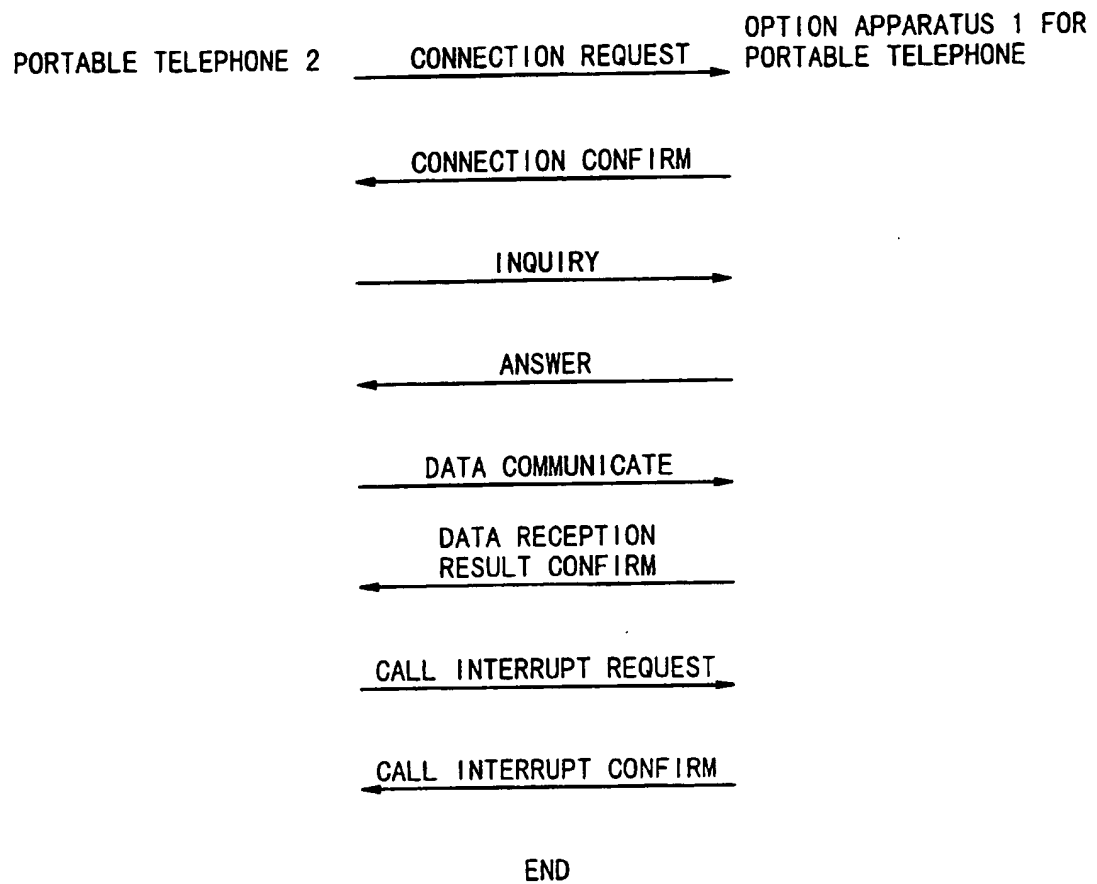 PORTABLE TELEPHONE 2
CONNECTION REQUEST
OPTION APPARATUS 1 FOR
PORTABLE TELEPHONE
CONNECTION CONFIRM
INQUIRY
ANSWER
DATA COMMUNICATE
DATA RECEPTION
RESULT CONFIRM
CALL INTERRUPT REQUEST
CALL INTERRUPT CONFIRM
END